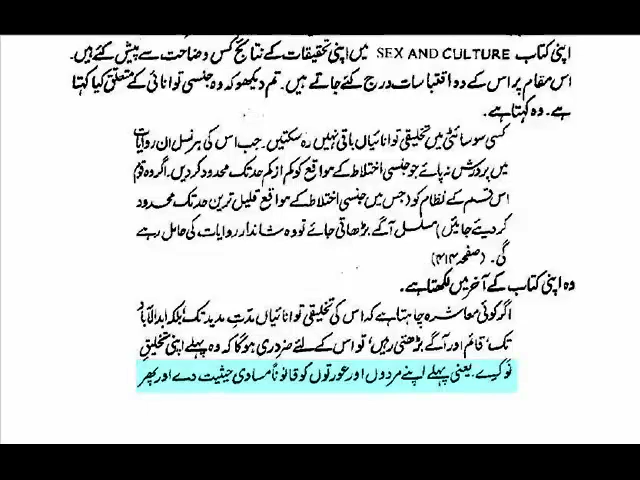 اپنی کتاب SEX AND CULTURE میں اپنی تحقیقات کے نتائج کس وضاحت سے پیش کئے ہیں۔
اس مقام پر اس کے دو اقتباسات درج کئے جاتے ہیں۔ تم دیکھو کہ وہ جنسی توانائی کے متعلق کیا کہتا
ہے۔ وہ کہتا ہے۔
کسی سوسائٹی میں تخلیقی توانائیاں باقی نہیں رہ سکتیں۔ جب اس کی ہر نسل ان روایات
میں پرورش نہ پائے جو جنسی اختلاط کے مواقع کو کم از کم حد تک محدود کر دیں۔ اگر وہ قوم
اس قسم کے نظام کو (جس میں جنسی اختلاط کے مواقع قلیل ترین حد تک محدود
کر دیئے جائیں) مسلسل آگے بڑھاتی جائے تو وہ شاندار روایات کی حامل رہے
گی۔ (صفحہ ۴۱۴)
وہ اپنی کتاب کے آخر میں لکھتا ہے۔
اگر کوئی معاشرہ چاہتا ہے کہ اس کی تخلیقی توانائیاں مدّتِ مدید تک، بلکہ ابدالآباد
تک، قائم اور آگے بڑھتی رہیں، تو اس کے لئے ضروری ہوگا کہ وہ پہلے اپنی تخلیقِ
نَو کرے۔ یعنی پہلے اپنے مردوں اور عورتوں کو قانوناً مساوی حیثیت دے اور پھر